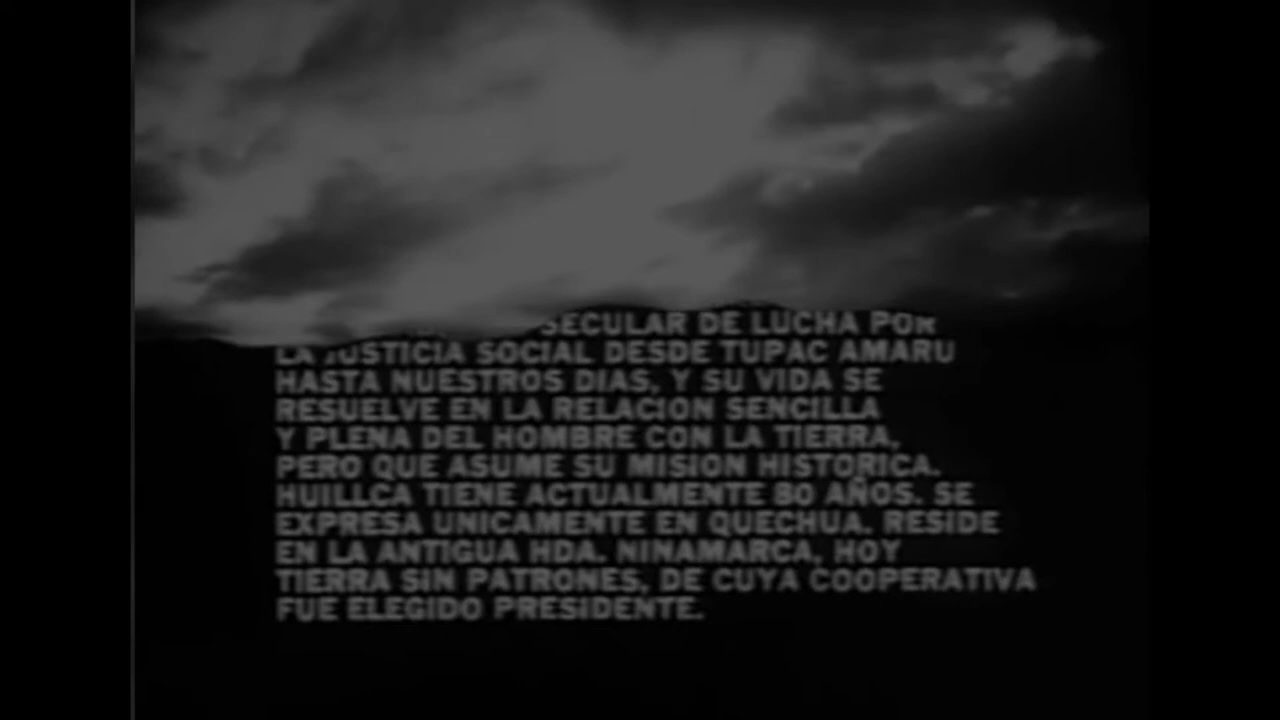 SECULAR DE LUCHA POR
LA JUSTICIA SOCIAL DESDE TUPAC AMARU
HASTA NUESTROS DIAS, Y SU VIDA SE
RESUELVE EN LA RELACION SENCILLA
Y PLENA DEL HOMBRE CON LA TIERRA,
PERO QUE ASUME SU MISION HISTORICA.
HUILLCA TIENE ACTUALMENTE 80 AÑOS. SE
EXPRESA UNICAMENTE EN QUECHUA. RESIDE
EN LA ANTIGUA HDA. NINAMARCA, HOY
TIERRA SIN PATRONES, DE CUYA COOPERATIVA
FUE ELEGIDO PRESIDENTE.